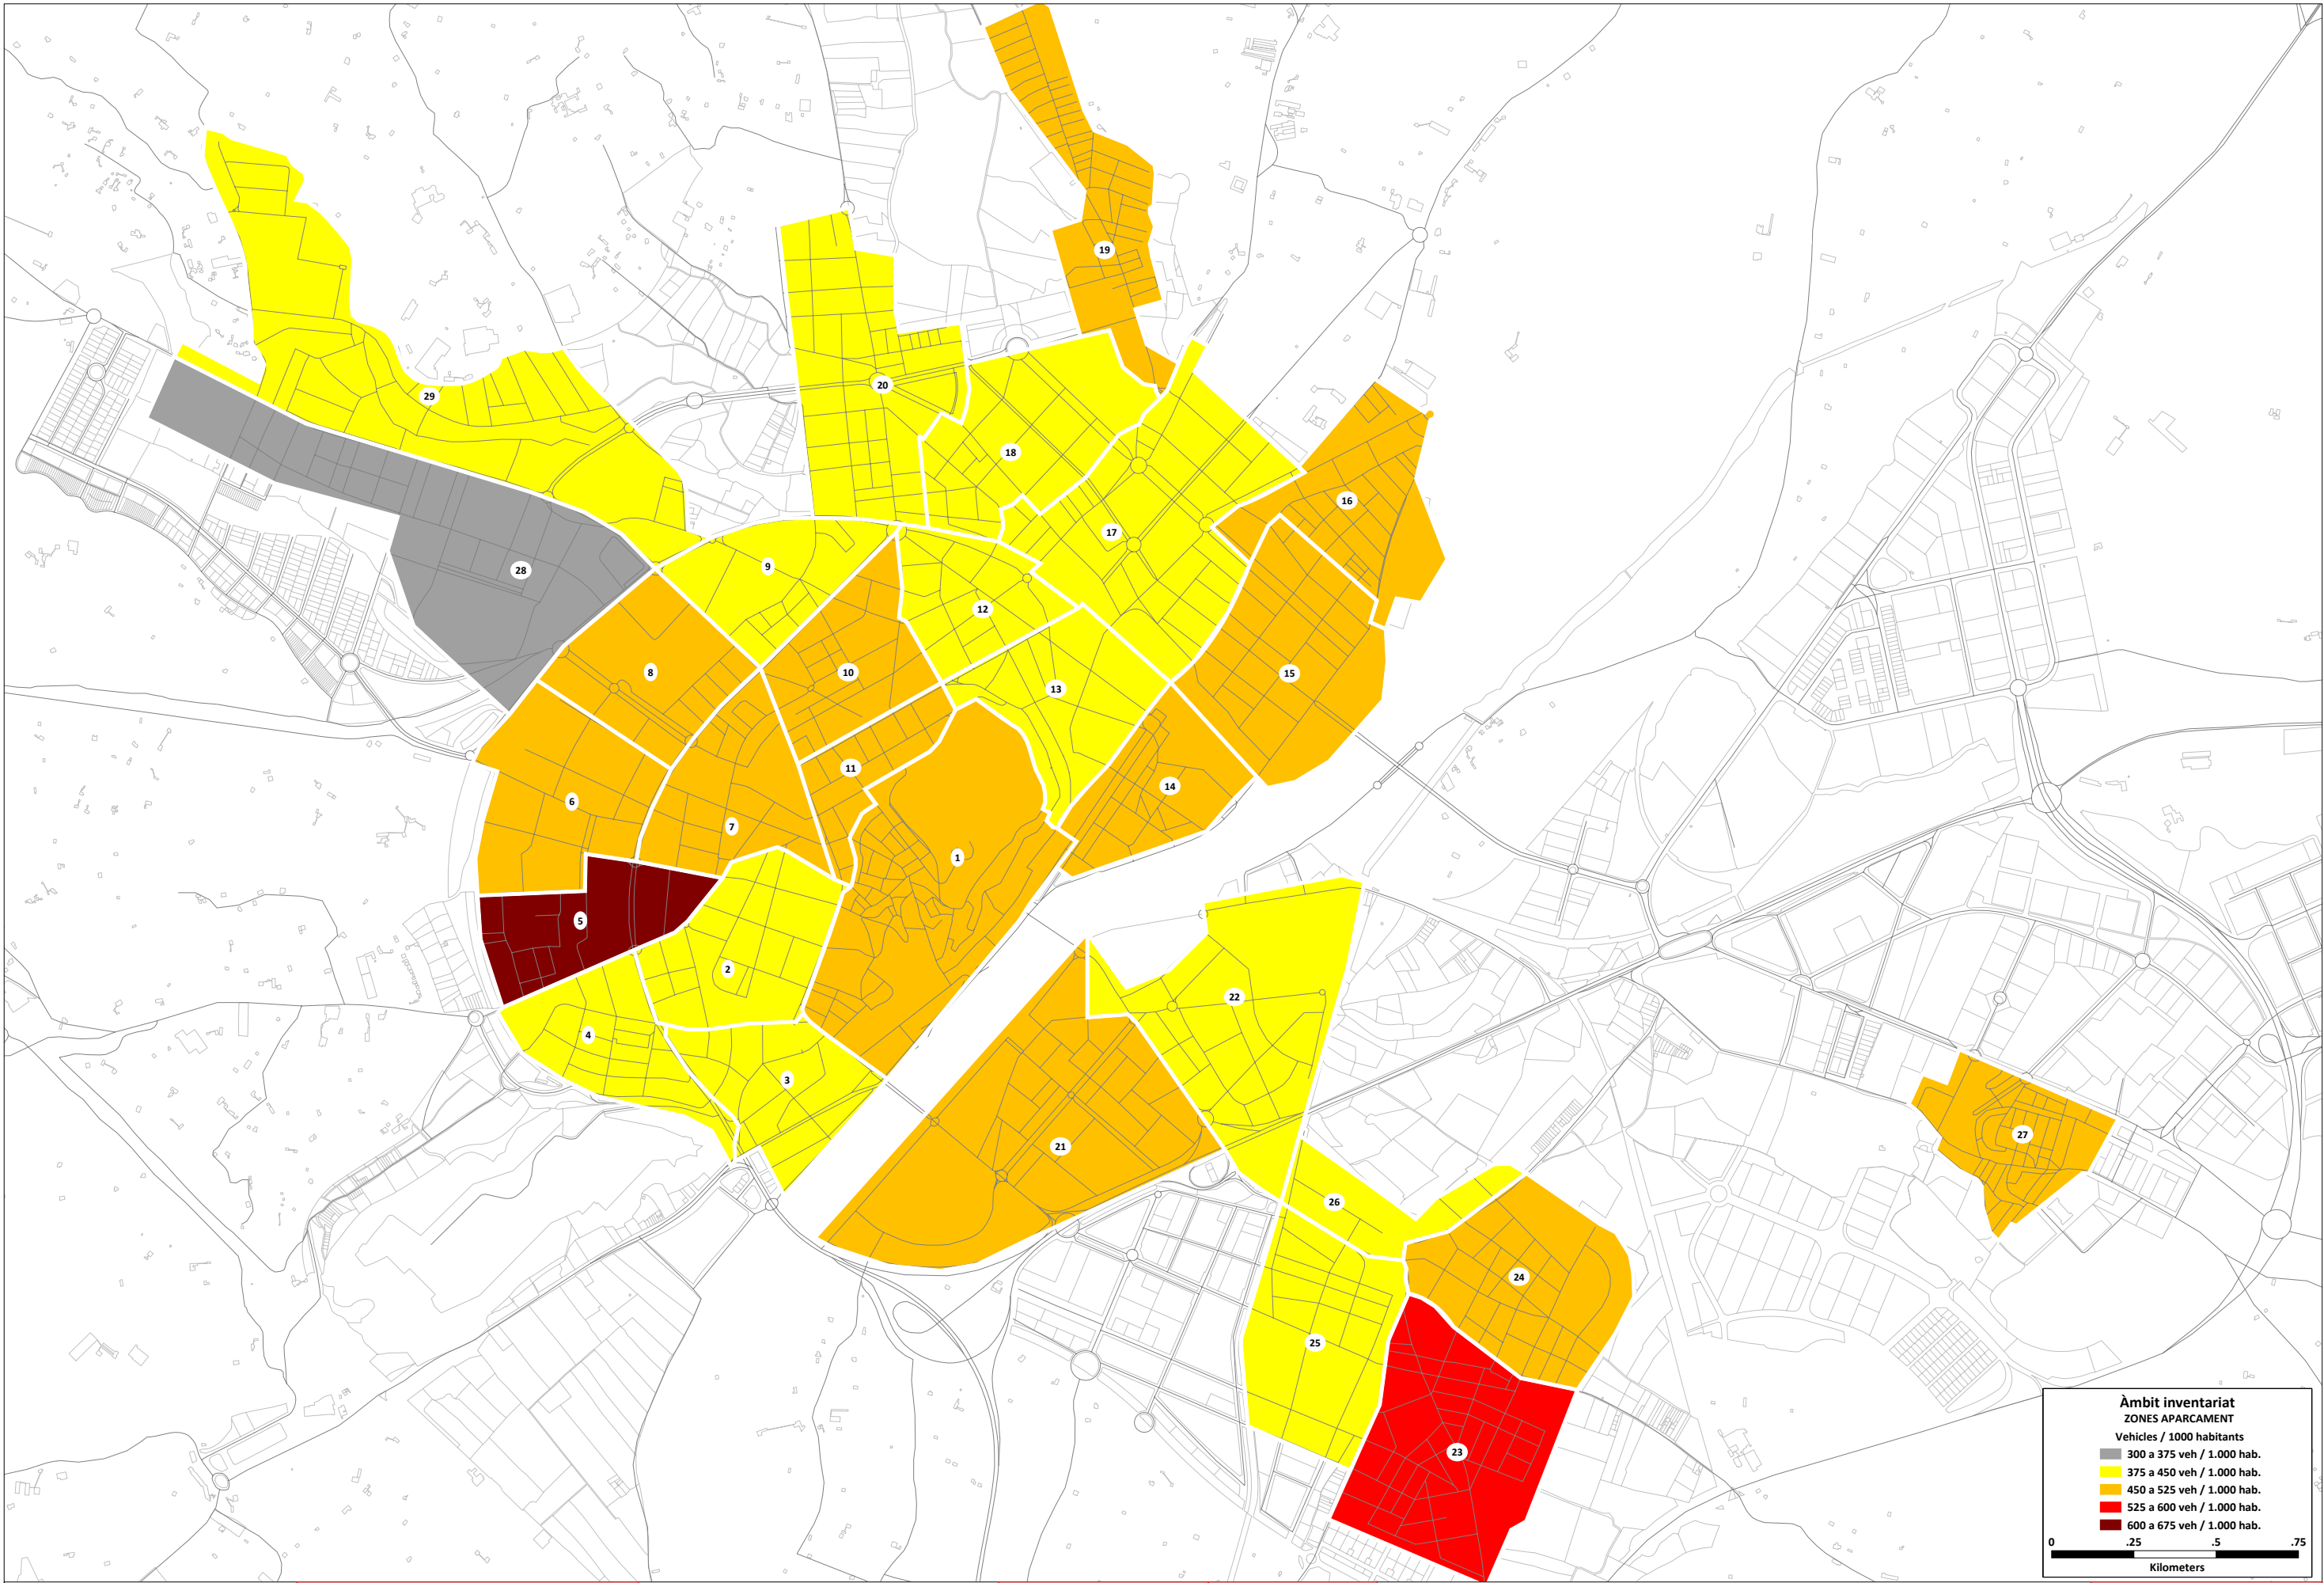 19
29
20
18
16
17
28
9
12
8
10
15
13
11
14
6
7
1
5
2
22
4
3
21
27
26
24
25
23
Àmbit inventariat
ZONES APARCAMENT
Vehicles / 1000 habitants
300 a 375 veh / 1.000 hab.
375 a 450 veh / 1.000 hab.
450 a 525 veh / 1.000 hab.
525 a 600 veh / 1.000 hab.
600 a 675 veh / 1.000 hab.
0 .25 .5 .75
Kilometers